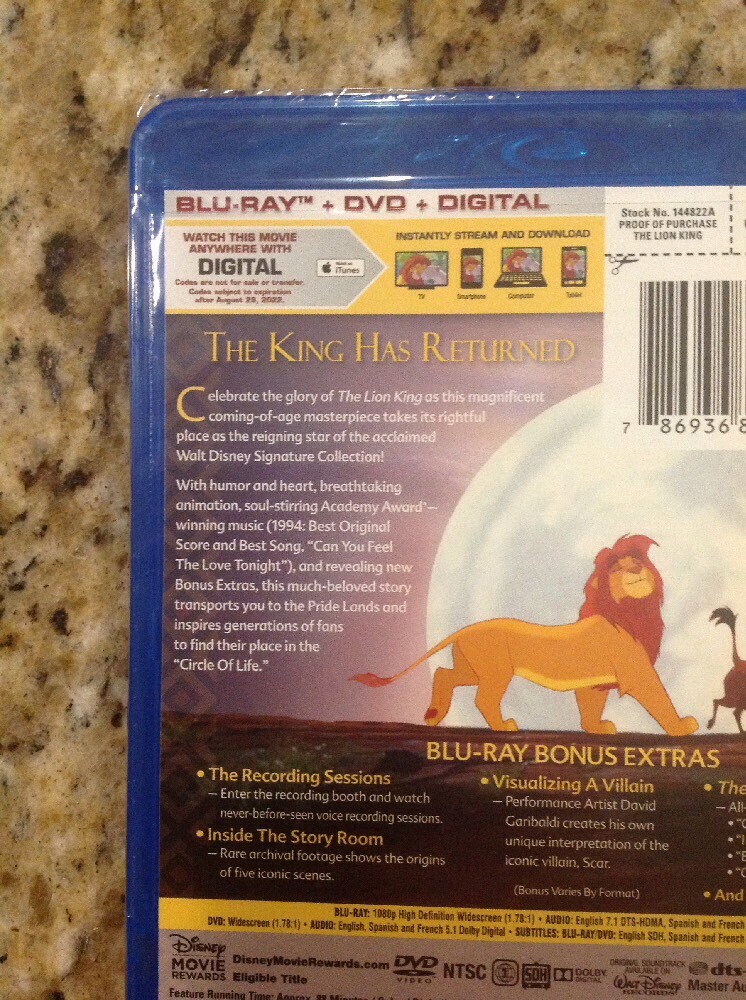 BLU-RAY™ + DVD + DIGITAL
Stock No. 144822A
PROOF OF PURCHASE
THE LION KING
WATCH THIS MOVIE
ANYWHERE WITH
DIGITAL
Codes are not for sale or transfer.
Codes subject to expiration
after August 29, 2022.
iTunes
INSTANTLY STREAM AND DOWNLOAD
TV
Smartphone
Computer
Tablet
7 86936 8
THE KING HAS RETURNED
Celebrate the glory of The Lion King as this magnificent
coming-of-age masterpiece takes its rightful
place as the reigning star of the acclaimed
Walt Disney Signature Collection!
With humor and heart, breathtaking
animation, soul-stirring Academy Award®–
winning music (1994: Best Original
Score and Best Song, "Can You Feel
The Love Tonight"), and revealing new
Bonus Extras, this much-beloved story
transports you to the Pride Lands and
inspires generations of fans
to find their place in the
"Circle Of Life."
BLU-RAY BONUS EXTRAS
• The Recording Sessions
– Enter the recording booth and watch
never-before-seen voice recording sessions.
• Inside The Story Room
– Rare archival footage shows the origins
of five iconic scenes.
• Visualizing A Villain
– Performance Artist David
Garibaldi creates his own
unique interpretation of the
iconic villain, Scar.
(Bonus Varies By Format)
• The
– All-
• And
BLU-RAY: 1080p High Definition Widescreen (1.78:1) • AUDIO: English 7.1 DTS-HDMA, Spanish and French
DVD: Widescreen (1.78:1) • AUDIO: English, Spanish and French 5.1 Dolby Digital • SUBTITLES: BLU-RAY/DVD: English SDH, Spanish and French
DISNEY
MOVIE
REWARDS
DisneyMovieRewards.com
Eligible Title
DVD
VIDEO
NTSC
SDH
DOLBY
DIGITAL
ORIGINAL SOUNDTRACK
AVAILABLE ON
WALT DISNEY
RECORDS
dts-
Master Au
Feature Running Time: Approx. 88 Minutes